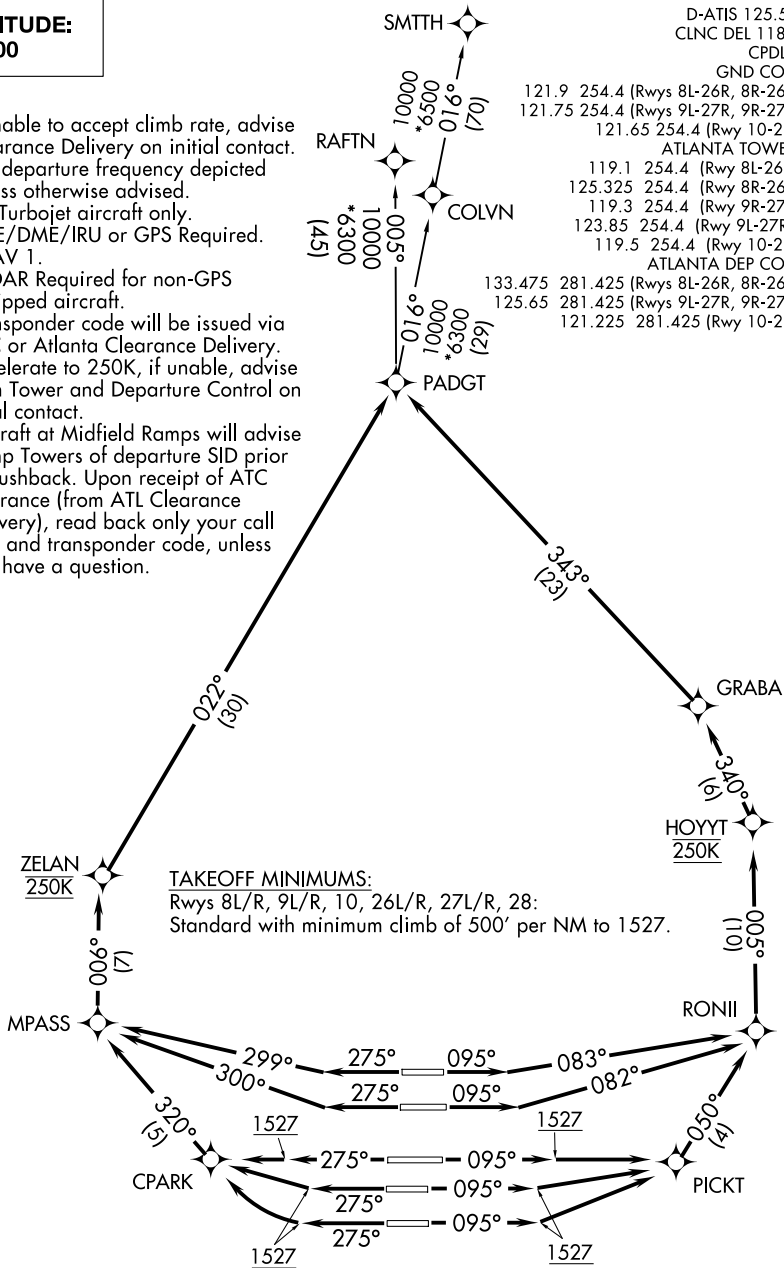 ITUDE:
00
nable to accept climb rate, advise
arance Delivery on initial contact.
departure frequency depicted
ss otherwise advised.
Turbojet aircraft only.
E/DME/IRU or GPS Required.
AV 1.
DAR Required for non-GPS
ipped aircraft.
nsponder code will be issued via
C or Atlanta Clearance Delivery.
elerate to 250K, if unable, advise
n Tower and Departure Control on
al contact.
raft at Midfield Ramps will advise
mp Towers of departure SID prior
ushback. Upon receipt of ATC
rance (from ATL Clearance
very), read back only your call
and transponder code, unless
have a question.
D-ATIS 125.5
CLNC DEL 118
CPDL
GND CO
121.9 254.4 (Rwys 8L-26R, 8R-26
121.75 254.4 (Rwys 9L-27R, 9R-27
121.65 254.4 (Rwy 10-2
ATLANTA TOWE
119.1 254.4 (Rwy 8L-26
125.325 254.4 (Rwy 8R-26
119.3 254.4 (Rwy 9R-27
123.85 254.4 (Rwy 9L-27R
119.5 254.4 (Rwy 10-2
ATLANTA DEP CO
133.475 281.425 (Rwys 8L-26R, 8R-26
125.65 281.425 (Rwys 9L-27R, 9R-27
121.225 281.425 (Rwy 10-2
SMTTH
10000
*6500
016°
(70)
RAFTN
COLVN
005°
10000
*6300
(45)
016°
10000
*6300
(29)
PADGT
343°
(23)
022°
(30)
GRABA
340°
(6)
HOYYT
250K
ZELAN
250K
TAKEOFF MINIMUMS:
Rwys 8L/R, 9L/R, 10, 26L/R, 27L/R, 28:
Standard with minimum climb of 500' per NM to 1527.
006°
(7)
005°
(10)
MPASS
RONII
299°
275°
095°
083°
300°
275°
095°
082°
320°
(5)
050°
(4)
1527
1527
275°
095°
CPARK
PICKT
275°
095°
275°
095°
1527
1527